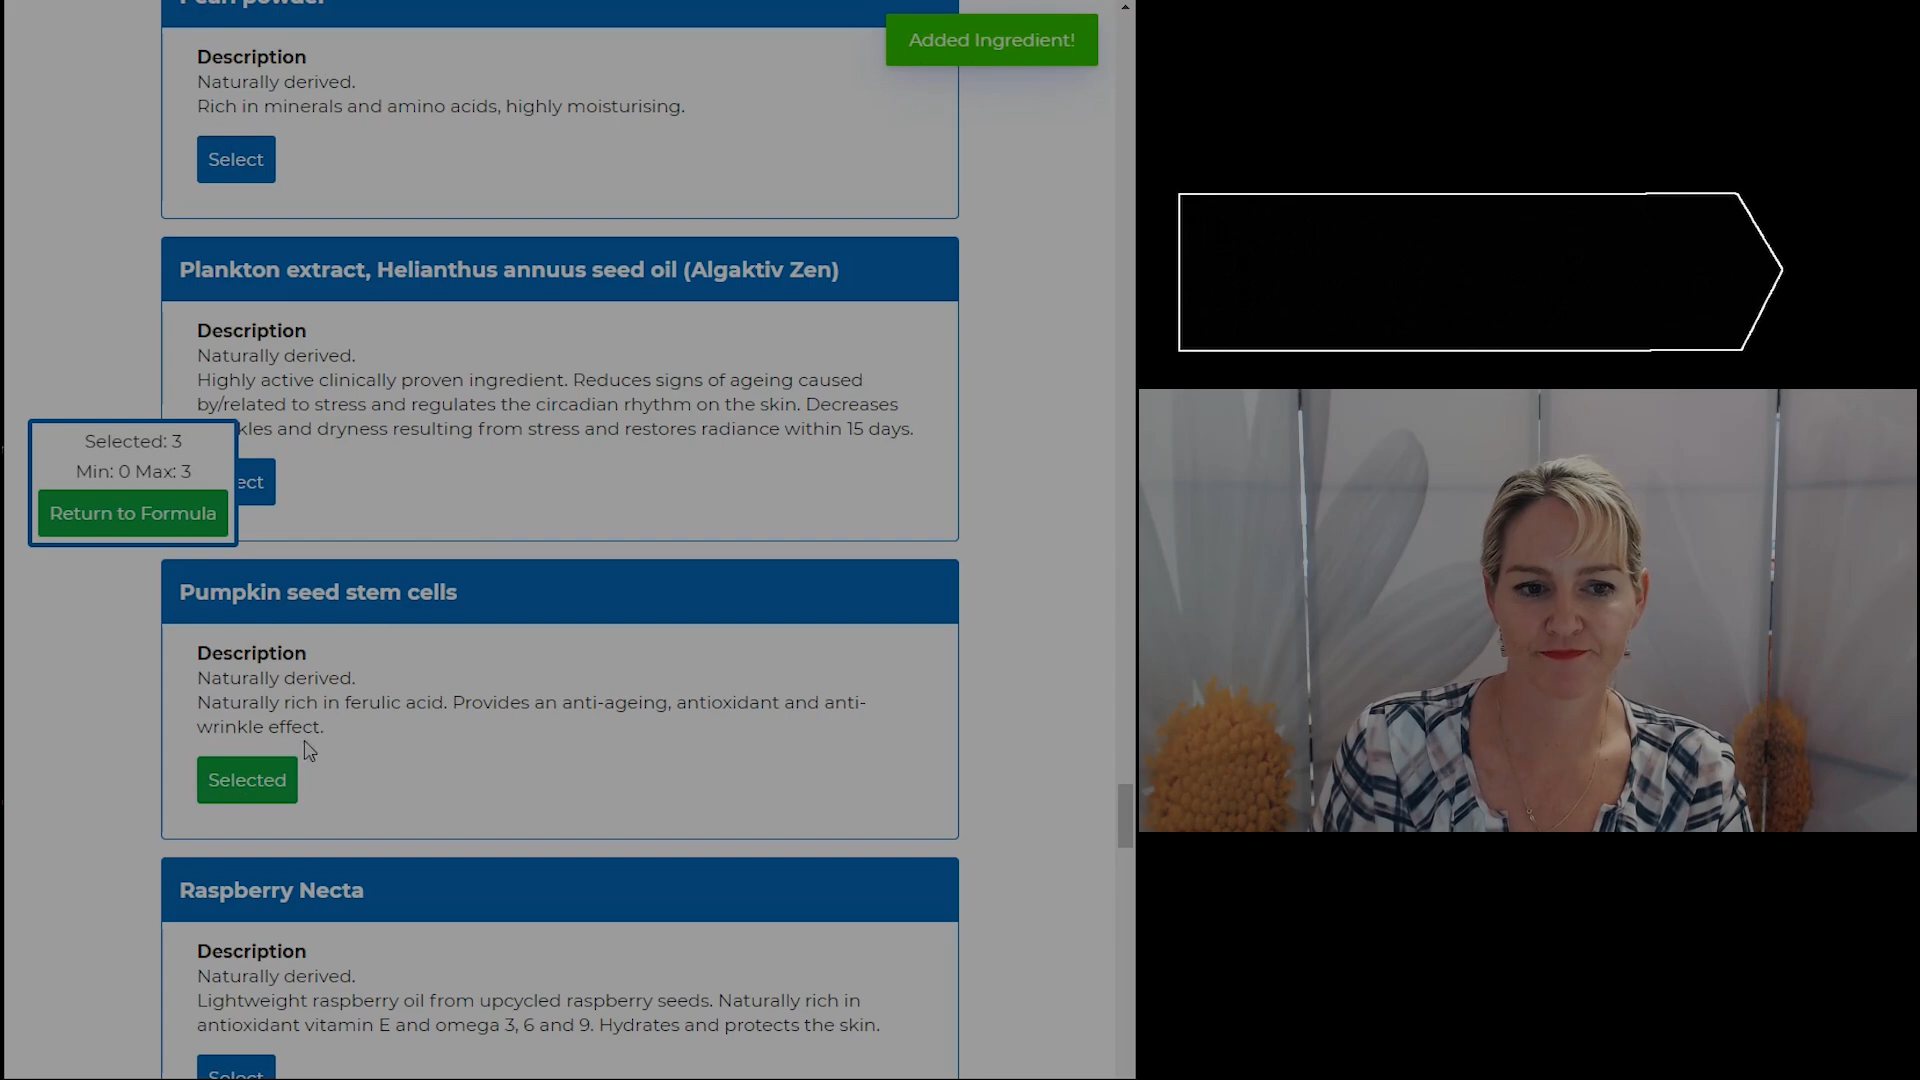 Pearl powder
Added Ingredient!
Description
Naturally derived.
Rich in minerals and amino acids, highly moisturising.
Select
Plankton extract, Helianthus annuus seed oil (Algaktiv Zen)
Description
Naturally derived.
Highly active clinically proven ingredient. Reduces signs of ageing caused
by/related to stress and regulates the circadian rhythm on the skin. Decreases
kles and dryness resulting from stress and restores radiance within 15 days.
Selected: 3
Min: 0 Max: 3
ect
Return to Formula
Pumpkin seed stem cells
Description
Naturally derived.
Naturally rich in ferulic acid. Provides an anti-ageing, antioxidant and anti-
wrinkle effect.
Selected
Raspberry Necta
Description
Naturally derived.
Lightweight raspberry oil from upcycled raspberry seeds. Naturally rich in
antioxidant vitamin E and omega 3, 6 and 9. Hydrates and protects the skin.
Select